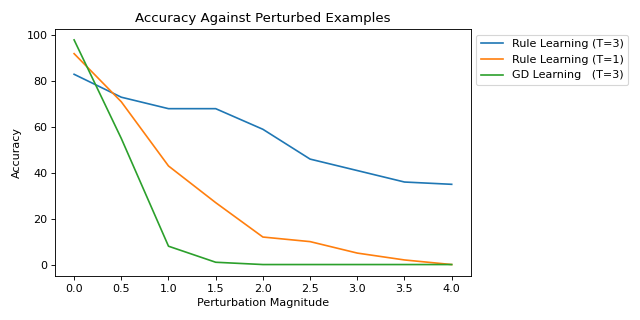 Accuracy Against Perturbed Examples
100
80
60
40
20
0
Accuracy
0.0 0.5 1.0 1.5 2.0 2.5 3.0 3.5 4.0
Perturbation Magnitude
Rule Learning (T=3)
Rule Learning (T=1)
GD Learning (T=3)